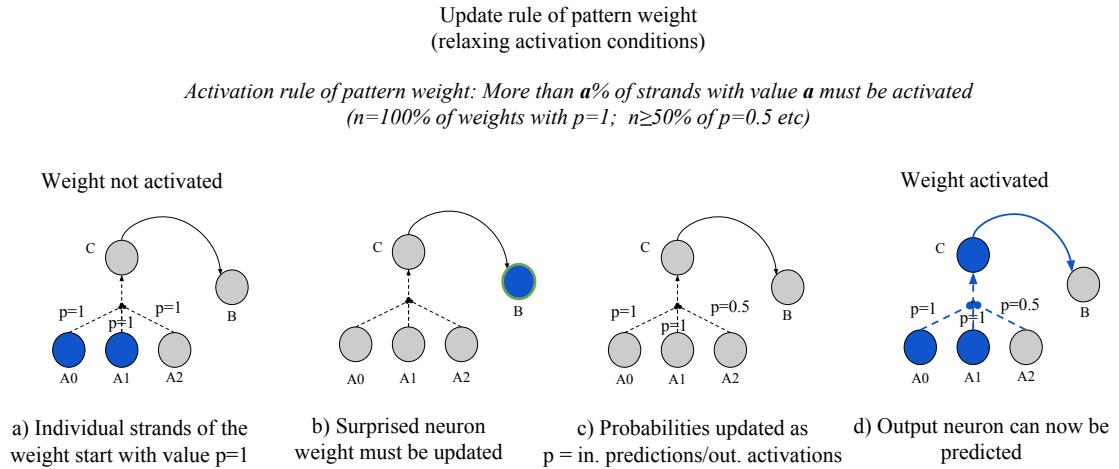 Update rule of pattern weight
(relaxing activation conditions)
Activation rule of pattern weight: More than a% of strands with value a must be activated
(n=100% of weights with p=1; n≥50% of p=0.5 etc)
Weight not activated
C
B
p=1
p=1
p=1
A0
A1
A2
a) Individual strands of the
weight start with value p=1
C
B
A0
A1
A2
b) Surprised neuron
weight must be updated
C
B
p=1
p=1
p=0.5
A0
A1
A2
c) Probabilities updated as
p = in. predictions/out. activations
Weight activated
C
B
p=1
p=1
p=0.5
A0
A1
A2
d) Output neuron can now be
predicted